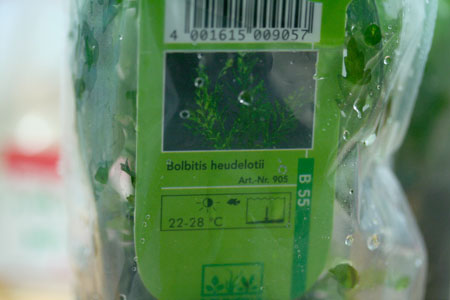 4 001615 009057
Bolbitis heudelotii
Art.-Nr. 905
B 55
22-28 °C